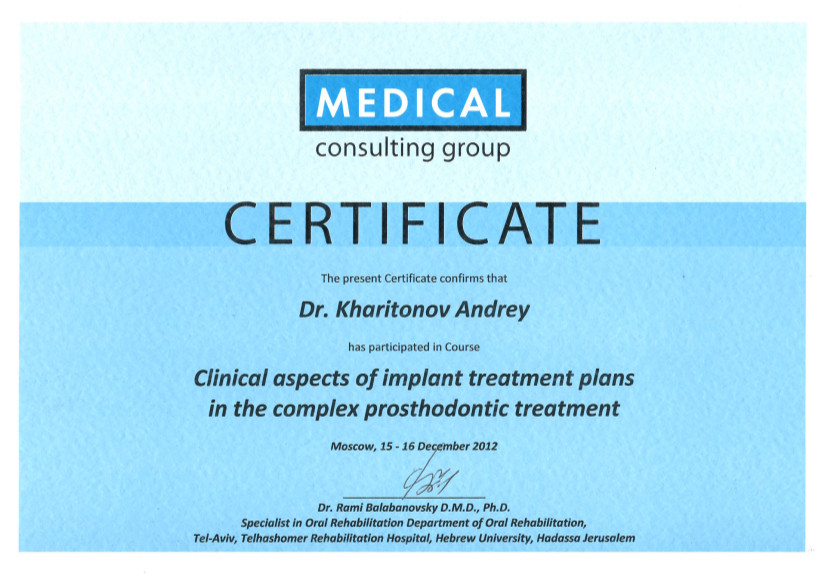 MEDICAL
consulting group
CERTIFICATE
The present Certificate confirms that
Dr. Kharitonov Andrey
has participated in Course
Clinical aspects of implant treatment plans
in the complex prosthodontic treatment
Moscow, 15 - 16 December 2012
Dr. Rami Balabanovsky D.M.D., Ph.D.
Specialist in Oral Rehabilitation Department of Oral Rehabilitation,
Tel-Aviv, Telhashomer Rehabilitation Hospital, Hebrew University, Hadassa Jerusalem